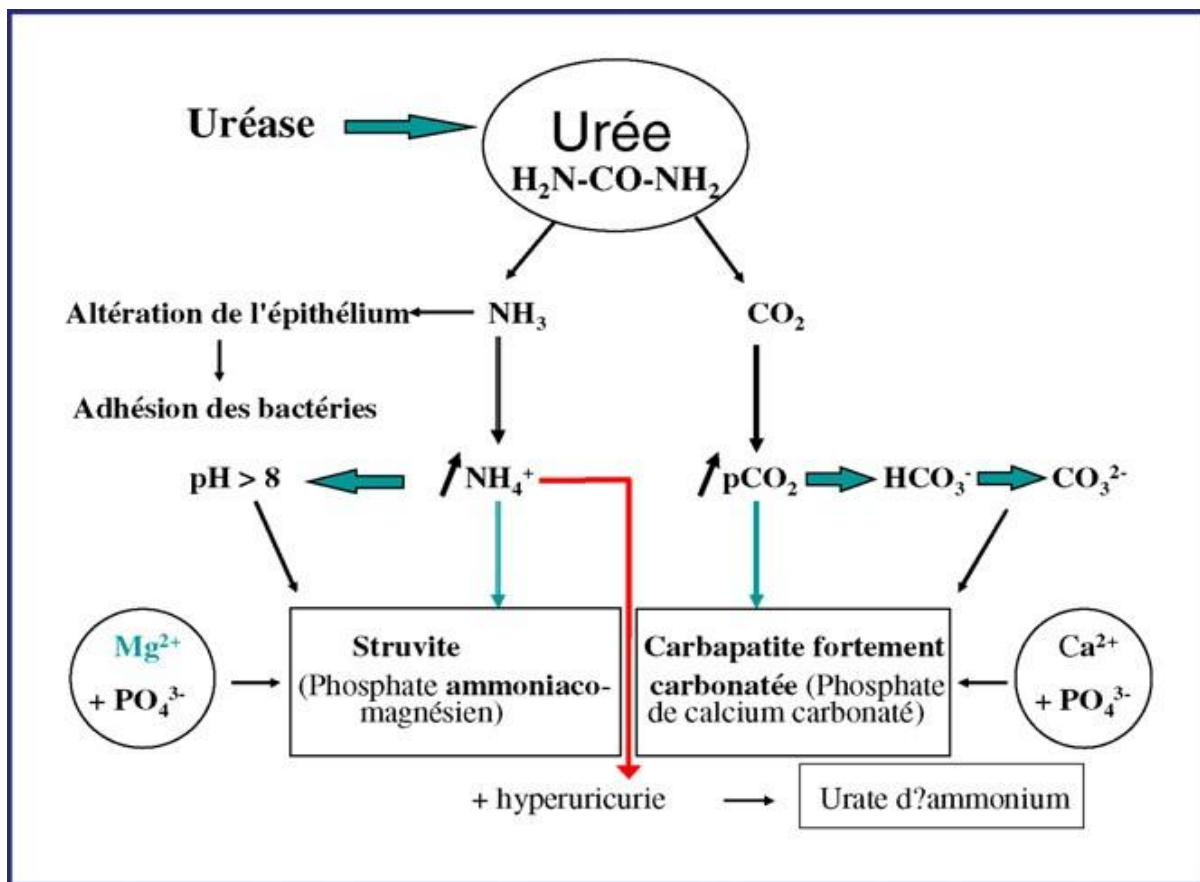 Uréase
Urée
H₂N-CO-NH₂
Altération de l'épithélium
NH₃
CO₂
Adhésion des bactéries
pH > 8
NH₄⁺
pCO₂
HCO₃⁻
CO₃²⁻
Mg²⁺
+ PO₄³⁻
Struvite
(Phosphate ammoniaco-
magnésien)
Carbapatite fortement
carbonatée (Phosphate
de calcium carbonaté)
Ca²⁺
+ PO₄³⁻
+ hyperuricurie
Urate d?ammonium